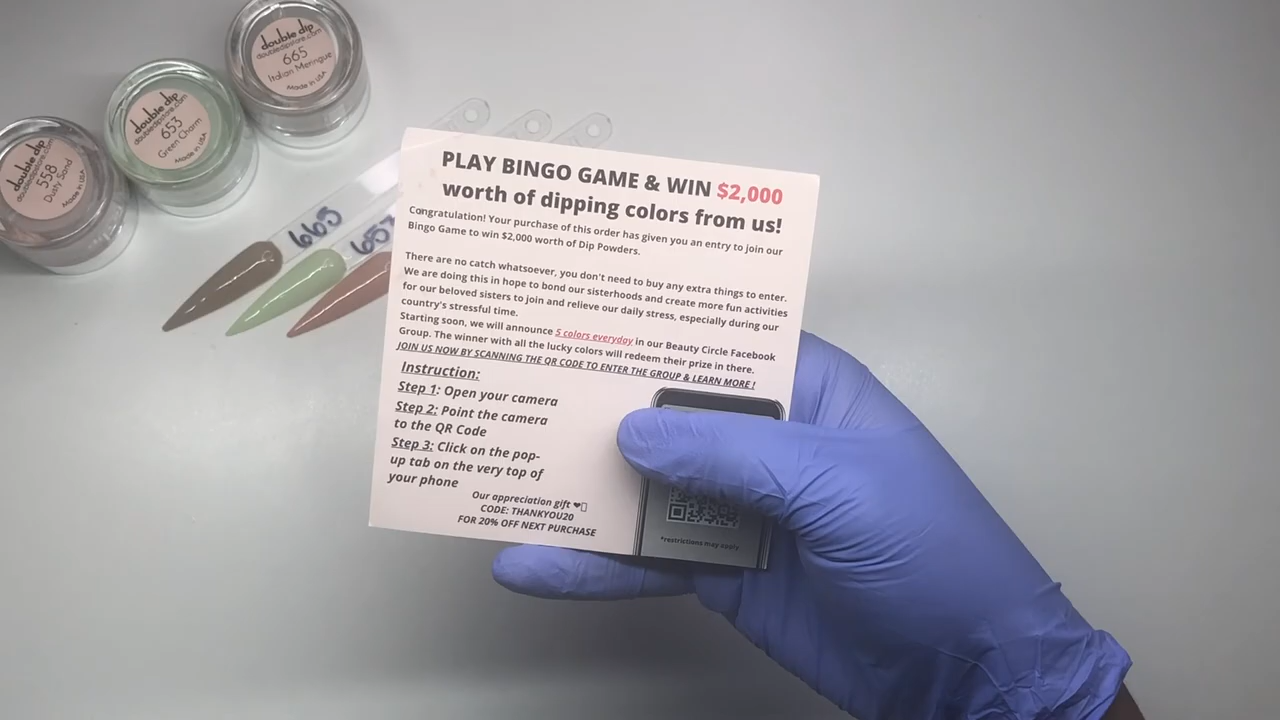 double dip
doubledipstore.com
665
Italian Meringue
Made in USA
double dip
doubledipstore.com
653
Green Charm
Made in USA
double dip
doubledipstore.com
558
Dusty Sand
Made in USA
665
653
PLAY BINGO GAME & WIN $2,000
worth of dipping colors from us!
Congratulation! Your purchase of this order has given you an entry to join our
Bingo Game to win $2,000 worth of Dip Powders.
There are no catch whatsoever, you don't need to buy any extra things to enter.
We are doing this in hope to bond our sisterhoods and create more fun activities
for our beloved sisters to join and relieve our daily stress, especially during our
country's stressful time.
Starting soon, we will announce 5 colors everyday in our Beauty Circle Facebook
Group. The winner with all the lucky colors will redeem their prize in there.
JOIN US NOW BY SCANNING THE QR CODE TO ENTER THE GROUP & LEARN MORE !
Instruction:
Step 1: Open your camera
Step 2: Point the camera
to the QR Code
Step 3: Click on the pop-
up tab on the very top of
your phone
Our appreciation gift ❤
CODE: THANKYOU20
FOR 20% OFF NEXT PURCHASE
*restrictions may apply